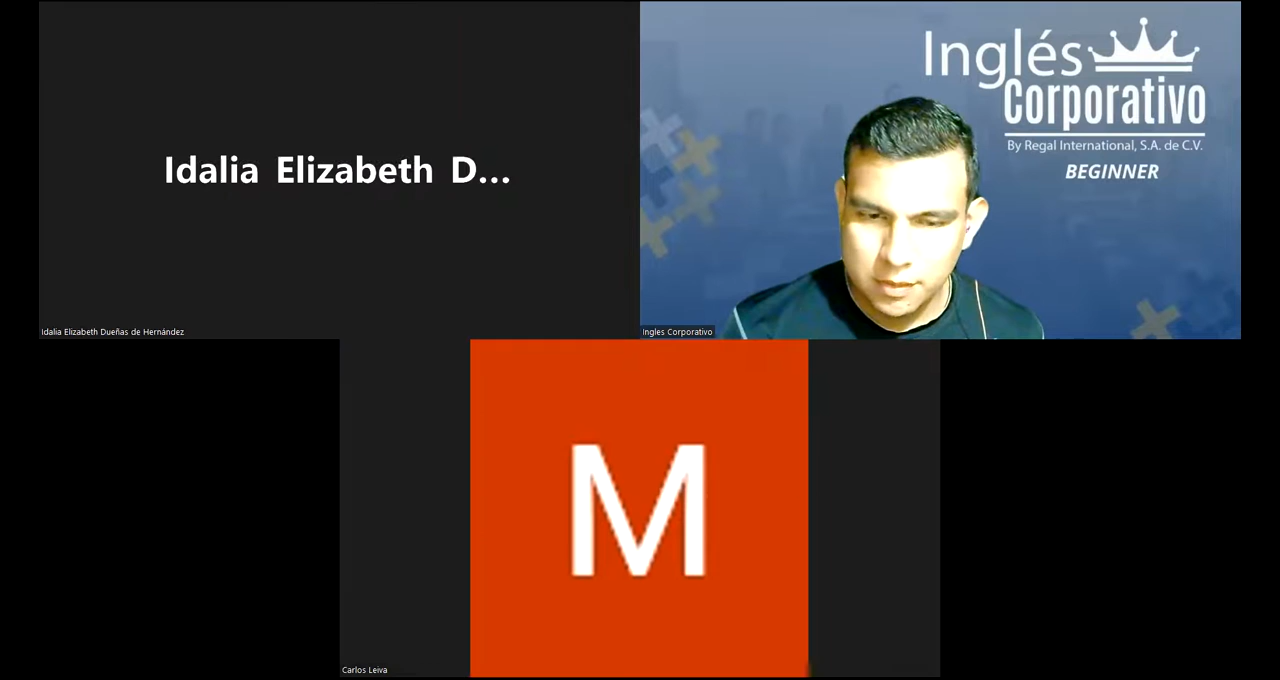 Idalia Elizabeth D...
Idalia Elizabeth Dueñas de Hernández
Inglés
Corporativo
By Regal International, S.A. de C.V.
BEGINNER
Ingles Corporativo
M
Carlos Leiva